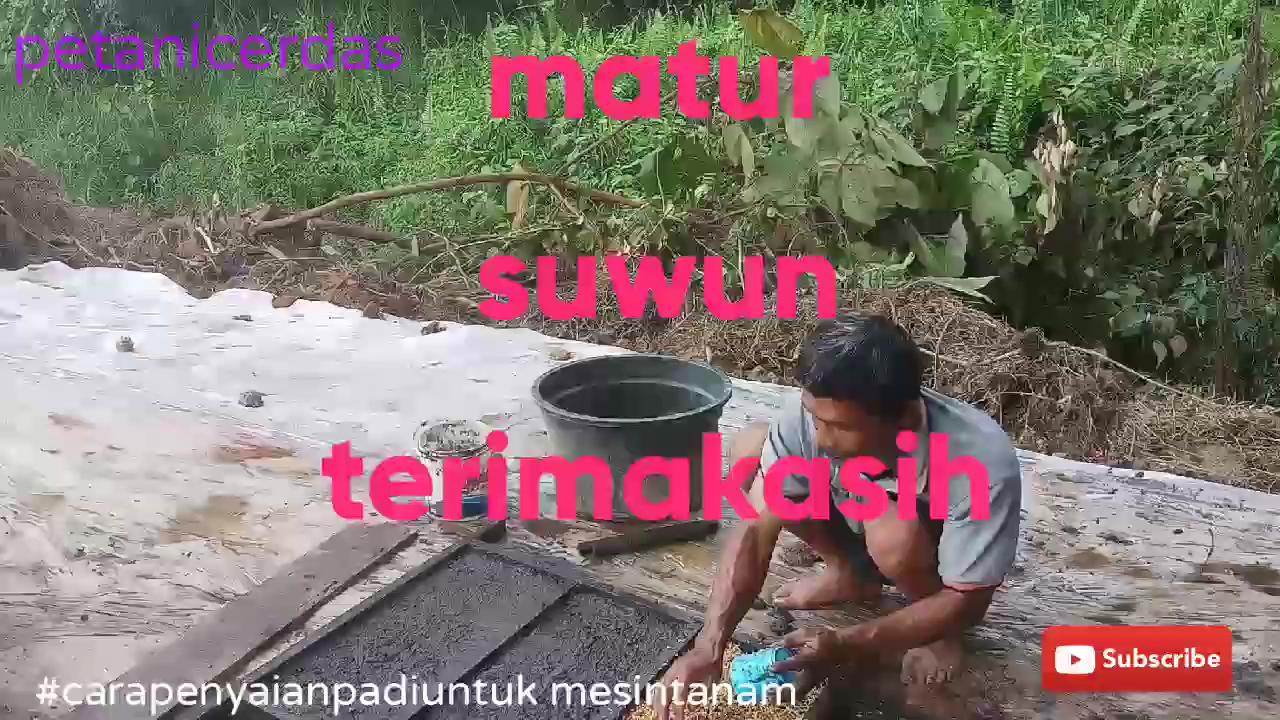 petanicerdas
matur
suwun
terimakasih
Subscribe
#carapenyaianpadiuntuk mesintanam